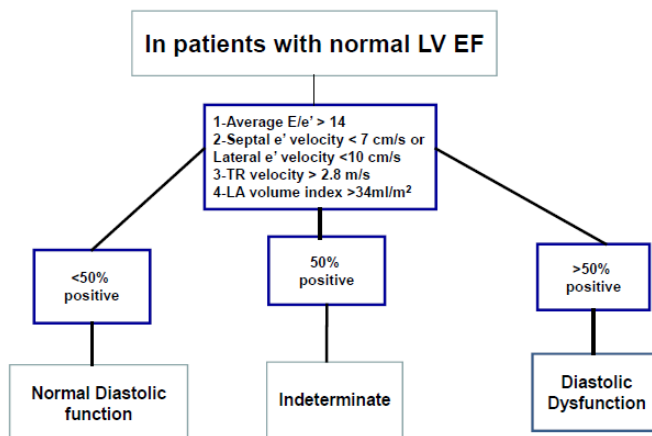 In patients with normal LV EF
1-Average E/e' > 14
2-Septal e' velocity < 7 cm/s or
Lateral e' velocity <10 cm/s
3-TR velocity > 2.8 m/s
4-LA volume index >34ml/m²
<50%
positive
50%
positive
>50%
positive
Normal Diastolic
function
Indeterminate
Diastolic
Dysfunction